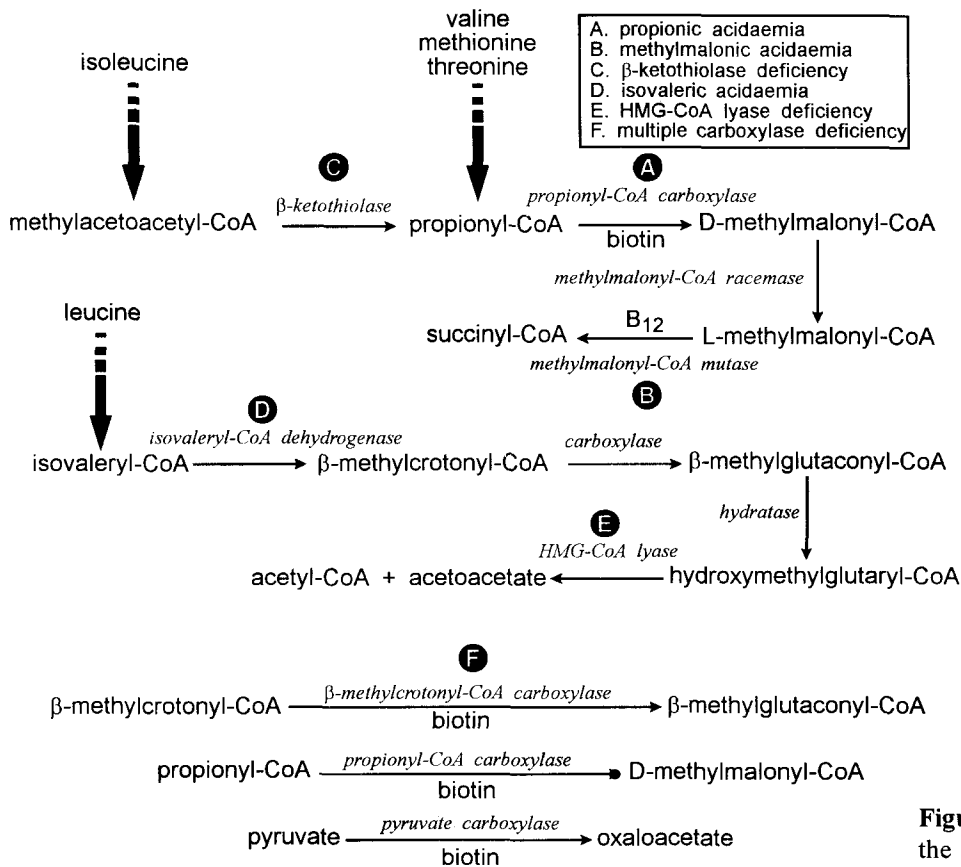 valine
methionine
threonine
isoleucine
A. propionic acidaemia
B. methylmalonic acidaemia
C. β-ketothiolase deficiency
D. isovaleric acidaemia
E. HMG-CoA lyase deficiency
F. multiple carboxylase deficiency
C
A
β-ketothiolase
propionyl-CoA carboxylase
methylacetoacetyl-CoA
propionyl-CoA
biotin
D-methylmalonyl-CoA
methylmalonyl-CoA racemase
leucine
succinyl-CoA
B12
L-methylmalonyl-CoA
methylmalonyl-CoA mutase
D
B
isovaleryl-CoA dehydrogenase
carboxylase
isovaleryl-CoA
β-methylcrotonyl-CoA
β-methylglutaconyl-CoA
hydratase
E
HMG-CoA lyase
acetyl-CoA + acetoacetate
hydroxymethylglutaryl-CoA
F
β-methylcrotonyl-CoA
β-methylcrotonyl-CoA carboxylase
biotin
β-methylglutaconyl-CoA
propionyl-CoA
propionyl-CoA carboxylase
biotin
D-methylmalonyl-CoA
pyruvate
pyruvate carboxylase
biotin
oxaloacetate
Figu
the